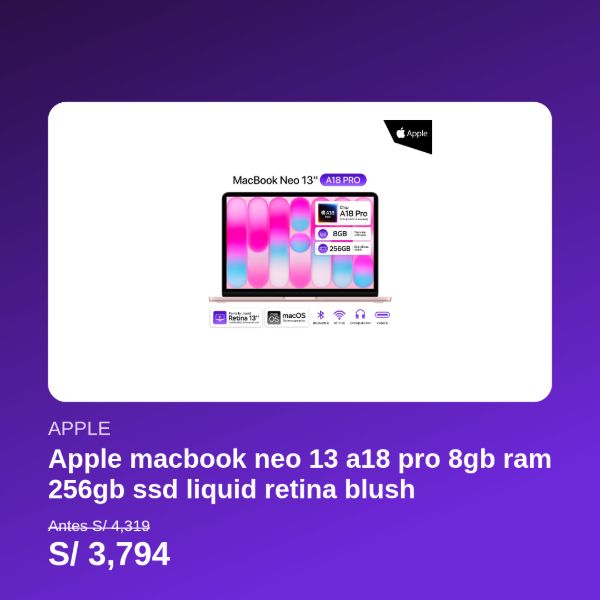 Apple
MacBook Neo 13" A18 PRO
Chip
A18 Pro
8GB
256GB
Retina 13"
macOS
APPLE
Apple macbook neo 13 a18 pro 8gb ram
256gb ssd liquid retina blush
Antes S/ 4,319
S/ 3,794